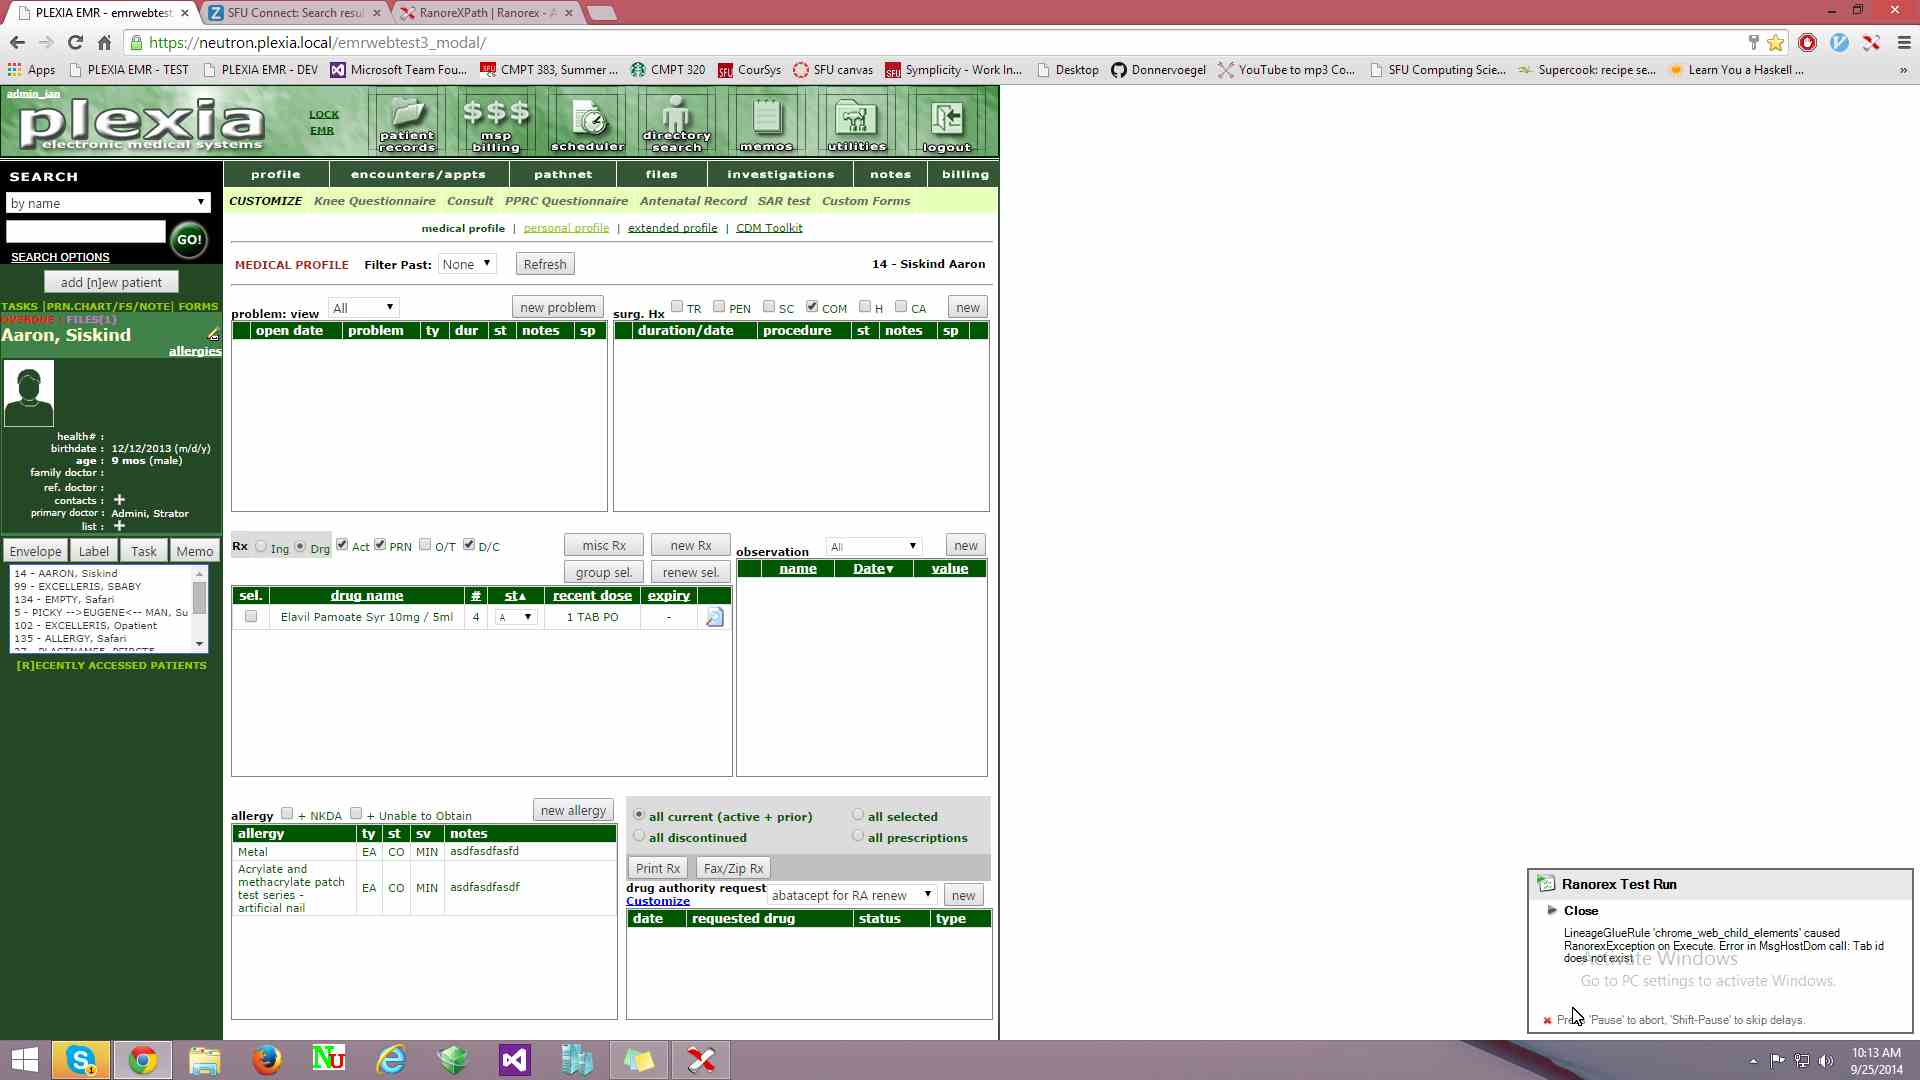 PLEXIA EMR - emrwebtest
SFU Connect: Search resu
RanoreXPath | Ranorex - A
https://neutron.plexia.local/emrwebtest3_modal/
Apps PLEXIA EMR - TEST PLEXIA EMR - DEV Microsoft Team Fou... CMPT 383, Summer ... CMPT 320 CourSys SFU canvas Symplicity - Work In... Desktop Donnervoegel YouTube to mp3 Co... SFU Computing Scie... Supercook: recipe se... Learn You a Haskell ... »
admin_ian
plexia
electronic medical systems
LOCK
EMR
patient records
$$$ msp billing
scheduler
directory search
memos
utilities
logout
SEARCH
by name
GO!
SEARCH OPTIONS
add [n]ew patient
TASKS |PRN.CHART/FS/NOTE| FORMS
OVERDUE FILES(1)
Aaron, Siskind
allergies
health# :
birthdate : 12/12/2013 (m/d/y)
age : 9 mos (male)
family doctor :
ref. doctor :
contacts :
primary doctor : Admini, Strator
list :
Envelope Label Task Memo
14 - AARON, Siskind
99 - EXCELLERIS, SBABY
134 - EMPTY, Safari
5 - PICKY -->EUGENE<-- MAN, Su
102 - EXCELLERIS, Opatient
135 - ALLERGY, Safari
[R]ECENTLY ACCESSED PATIENTS
profile encounters/appts pathnet files investigations notes billing
CUSTOMIZE Knee Questionnaire Consult PPRC Questionnaire Antenatal Record SAR test Custom Forms
medical profile | personal profile | extended profile | CDM Toolkit
MEDICAL PROFILE Filter Past: None Refresh 14 - Siskind Aaron
problem: view All new problem
open date problem ty dur st notes sp
surg. Hx TR PEN SC COM H CA new
duration/date procedure st notes sp
Rx Ing Drg Act PRN O/T D/C misc Rx new Rx
group sel. renew sel.
sel. drug name # st▲ recent dose expiry
Elavil Pamoate Syr 10mg / 5ml 4 A 1 TAB PO -
observation All new
name Date▼ value
allergy + NKDA + Unable to Obtain new allergy
allergy ty st sv notes
Metal EA CO MIN asdfasdfasfd
Acrylate and
methacrylate patch
test series -
artificial nail EA CO MIN asdfasdfasdf
all current (active + prior) all selected
all discontinued all prescriptions
Print Rx Fax/Zip Rx
drug authority request abatacept for RA renew new
Customize
date requested drug status type
Ranorex Test Run
Close
LineageGlueRule 'chrome_web_child_elements' caused
RanorexException on Execute. Error in MsgHostDom call: Tab id
does not exist
Activate Windows
Go to PC settings to activate Windows.
'Pause' to abort, 'Shift-Pause' to skip delays.
10:13 AM
9/25/2014